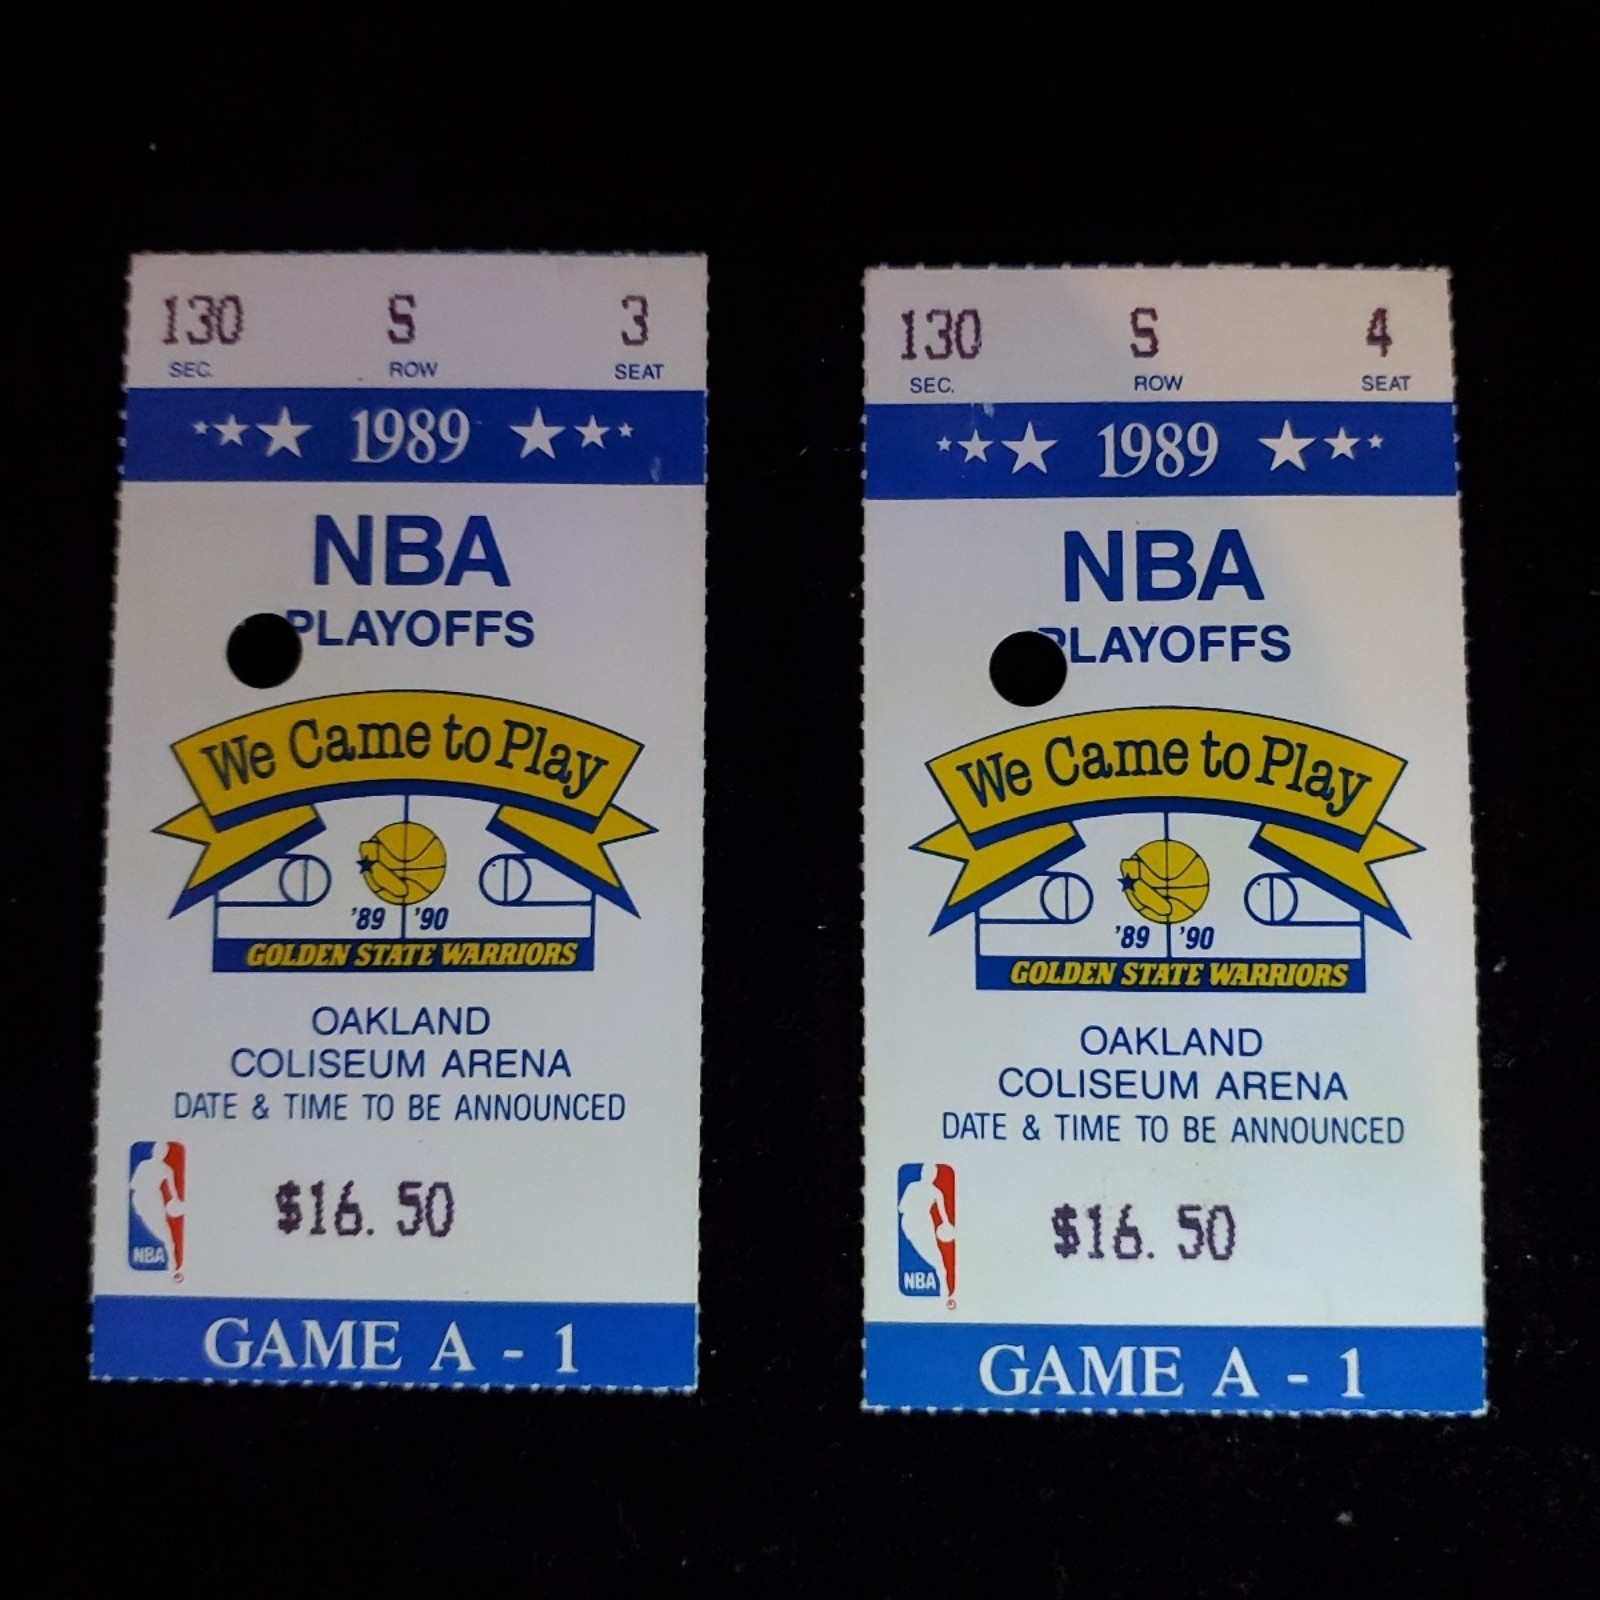 130 S 3
SEC. ROW SEAT
1989
NBA
PLAYOFFS
We Came to Play
'89 '90
GOLDEN STATE WARRIORS
OAKLAND
COLISEUM ARENA
DATE & TIME TO BE ANNOUNCED
$16.50
NBA
GAME A - 1
130 S 4
SEC. ROW SEAT
1989
NBA
PLAYOFFS
We Came to Play
'89 '90
GOLDEN STATE WARRIORS
OAKLAND
COLISEUM ARENA
DATE & TIME TO BE ANNOUNCED
$16.50
NBA
GAME A - 1